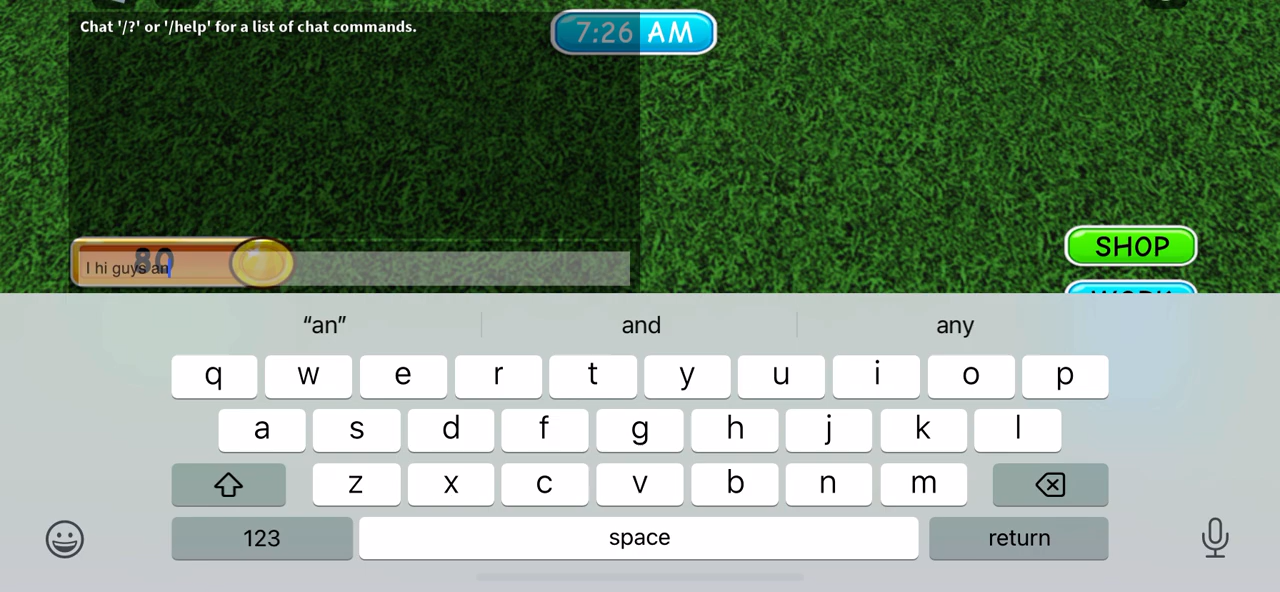 Chat '/?' or '/help' for a list of chat commands.
7:26 AM
80
I hi guys an
SHOP
WORK
“an” and any
q w e r t y u i o p
a s d f g h j k l
z x c v b n m
123 space return